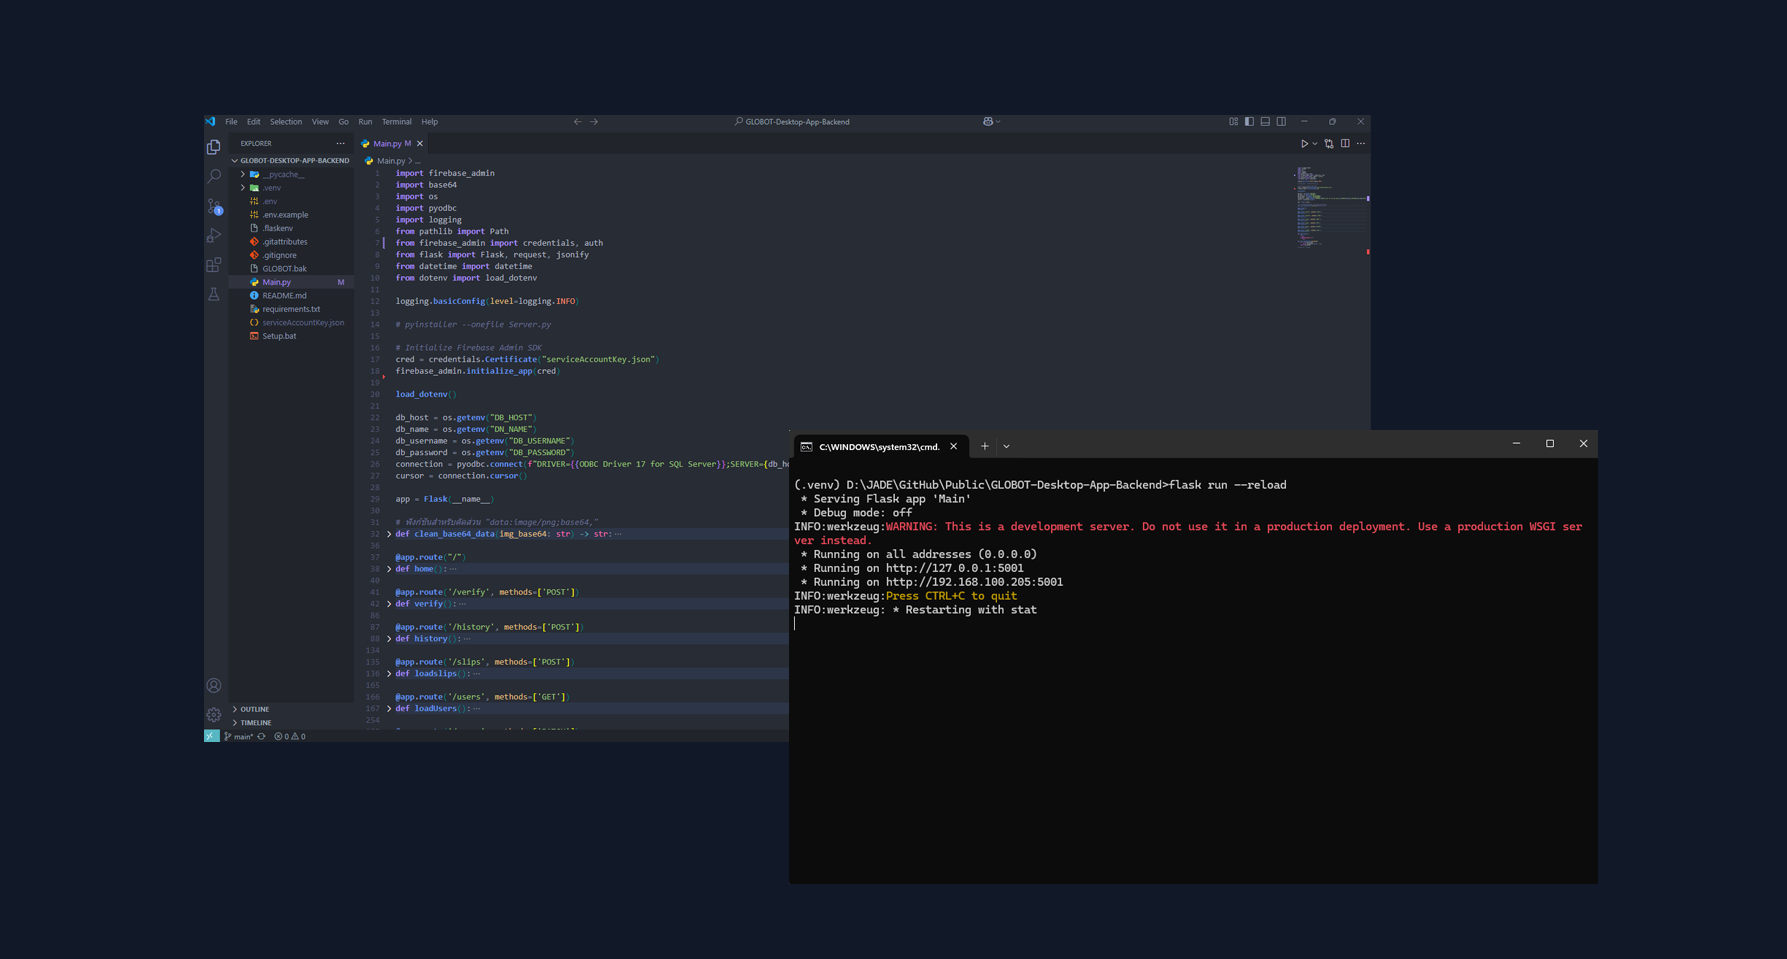 File Edit Selection View Go Run Terminal Help
GLOBOT-Desktop-App-Backend
EXPLORER
GLOBOT-DESKTOP-APP-BACKEND
__pycache__
.venv
.env
.env.example
.flaskenv
.gitattributes
.gitignore
GLOBOT.bak
Main.py M
README.md
requirements.txt
serviceAccountKey.json
Setup.bat
OUTLINE
TIMELINE
main* 0 0
Main.py M
Main.py > ...
1 import firebase_admin
2 import base64
3 import os
4 import pyodbc
5 import logging
6 from pathlib import Path
7 from firebase_admin import credentials, auth
8 from flask import Flask, request, jsonify
9 from datetime import datetime
10 from dotenv import load_dotenv
11
12 logging.basicConfig(level=logging.INFO)
13
14 # pyinstaller --onefile Server.py
15
16 # Initialize Firebase Admin SDK
17 cred = credentials.Certificate("serviceAccountKey.json")
18 firebase_admin.initialize_app(cred)
19
20 load_dotenv()
21
22 db_host = os.getenv("DB_HOST")
23 db_name = os.getenv("DN_NAME")
24 db_username = os.getenv("DB_USERNAME")
25 db_password = os.getenv("DB_PASSWORD")
26 connection = pyodbc.connect(f"DRIVER={{ODBC Driver 17 for SQL Server}};SERVER={db_ho
27 cursor = connection.cursor()
28
29 app = Flask(__name__)
30
31 # ฟังก์ชันสำหรับตัดส่วน "data:image/png;base64,"
32 def clean_base64_data(img_base64: str) -> str:...
36
37 @app.route("/")
38 def home():...
40
41 @app.route('/verify', methods=['POST'])
42 def verify():...
86
87 @app.route('/history', methods=['POST'])
88 def history():...
134
135 @app.route('/slips', methods=['POST'])
136 def loadslips():...
165
166 @app.route('/users', methods=['GET'])
167 def loadUsers():...
254
C:\WINDOWS\system32\cmd.
(.venv) D:\JADE\GitHub\Public\GLOBOT-Desktop-App-Backend>flask run --reload
* Serving Flask app 'Main'
* Debug mode: off
INFO:werkzeug:WARNING: This is a development server. Do not use it in a production deployment. Use a production WSGI ser
ver instead.
* Running on all addresses (0.0.0.0)
* Running on http://127.0.0.1:5001
* Running on http://192.168.100.205:5001
INFO:werkzeug:Press CTRL+C to quit
INFO:werkzeug: * Restarting with stat